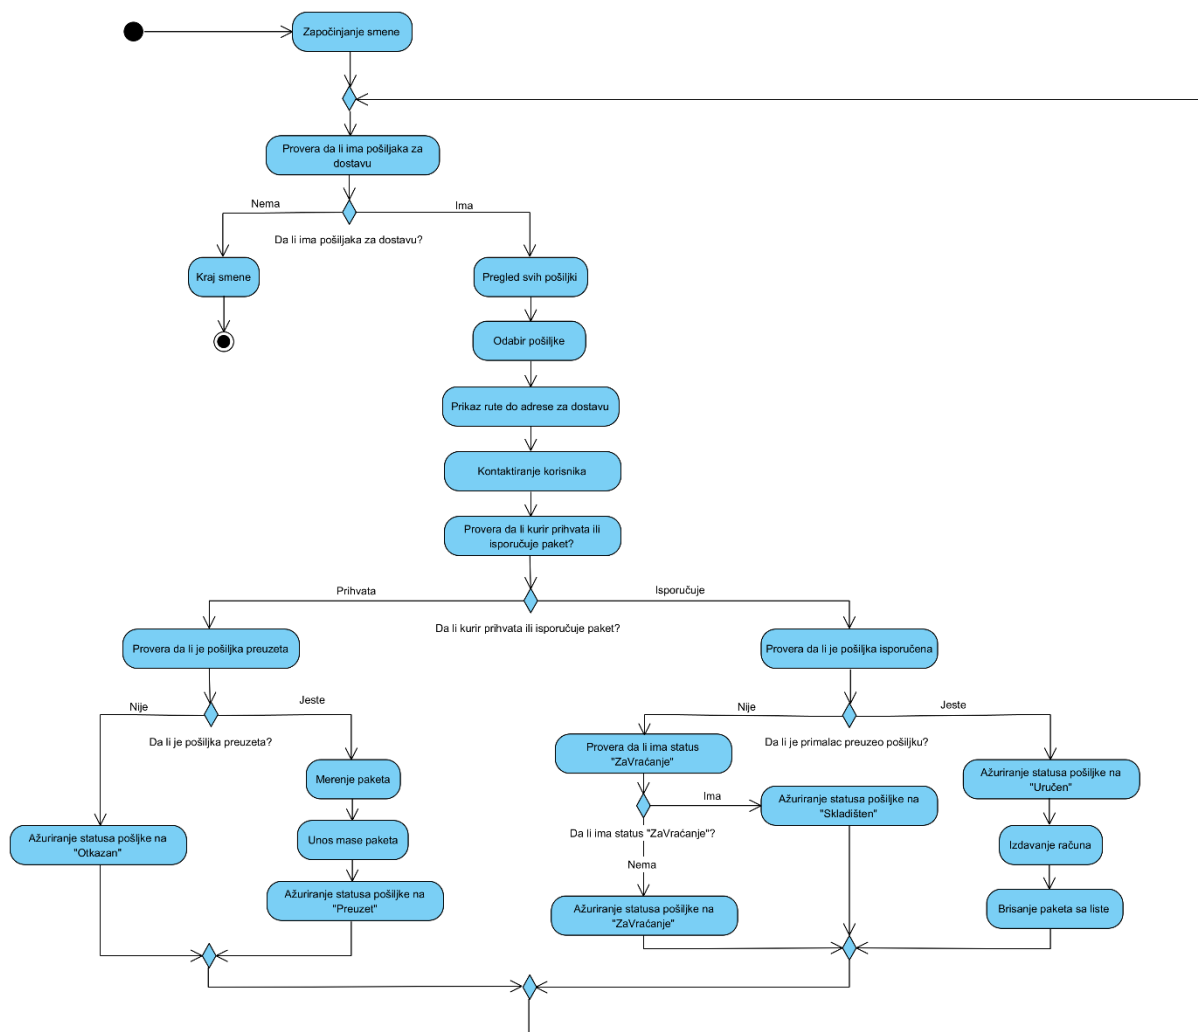 Započinjanje smene
Provera da li ima pošiljaka za
dostavu
Nema
Ima
Da li ima pošiljaka za dostavu?
Kraj smene
Pregled svih pošiljki
Odabir pošiljke
Prikaz rute do adrese za dostavu
Kontaktiranje korisnika
Provera da li kurir prihvata ili
isporučuje paket?
Prihvata
Isporučuje
Da li kurir prihvata ili isporučuje paket?
Provera da li je pošiljka preuzeta
Provera da li je pošiljka isporučena
Nije
Jeste
Da li je pošiljka preuzeta?
Nije
Jeste
Da li je primalac preuzeo pošiljku?
Merenje paketa
Provera da li ima status
"ZaVraćanje"
Ažuriranje statusa pošiljke na
"Uručen"
Ima
Ažuriranje statusa pošiljke na
"Skladišten"
Da li ima status "ZaVraćanje"?
Ažuriranje statusa pošljke na
"Otkazan"
Unos mase paketa
Izdavanje računa
Nema
Ažuriranje statusa pošiljke na
"Preuzet"
Ažuriranje statusa pošiljke na
"ZaVraćanje"
Brisanje paketa sa liste